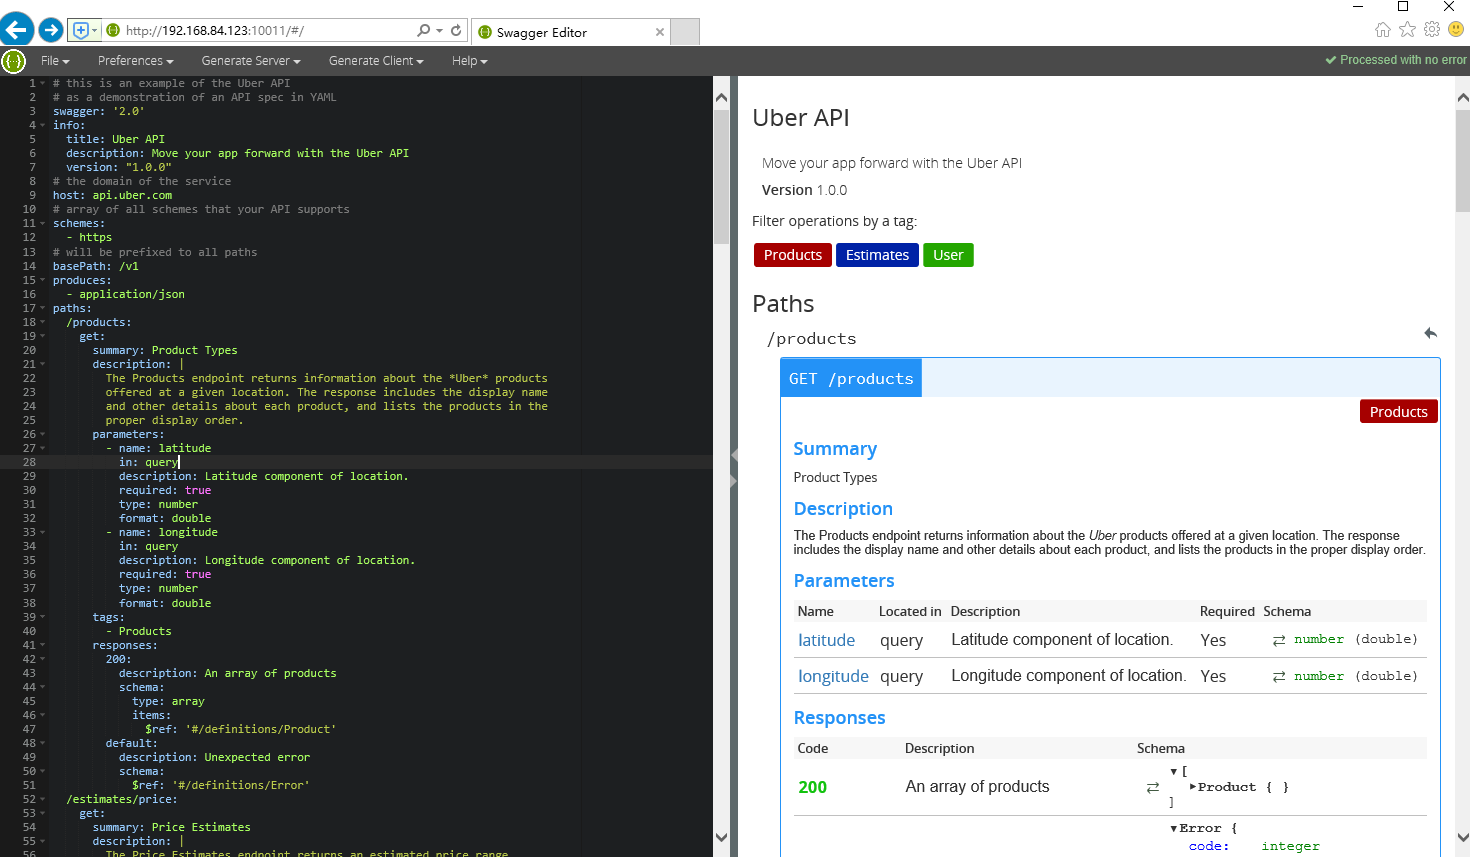 http://192.168.84.123:10011/#/
Swagger Editor
File
Preferences
Generate Server
Generate Client
Help
Processed with no error
1 # this is an example of the Uber API
2 # as a demonstration of an API spec in YAML
3 swagger: '2.0'
4 info:
5 title: Uber API
6 description: Move your app forward with the Uber API
7 version: "1.0.0"
8 # the domain of the service
9 host: api.uber.com
10 # array of all schemes that your API supports
11 schemes:
12 - https
13 # will be prefixed to all paths
14 basePath: /v1
15 produces:
16 - application/json
17 paths:
18 /products:
19 get:
20 summary: Product Types
21 description: |
22 The Products endpoint returns information about the *Uber* products
23 offered at a given location. The response includes the display name
24 and other details about each product, and lists the products in the
25 proper display order.
26 parameters:
27 - name: latitude
28 in: query
29 description: Latitude component of location.
30 required: true
31 type: number
32 format: double
33 - name: longitude
34 in: query
35 description: Longitude component of location.
36 required: true
37 type: number
38 format: double
39 tags:
40 - Products
41 responses:
42 200:
43 description: An array of products
44 schema:
45 type: array
46 items:
47 $ref: '#/definitions/Product'
48 default:
49 description: Unexpected error
50 schema:
51 $ref: '#/definitions/Error'
52 /estimates/price:
53 get:
54 summary: Price Estimates
55 description: |
56 The Price Estimates endpoint returns an estimated price range
Uber API
Move your app forward with the Uber API
Version 1.0.0
Filter operations by a tag:
Products Estimates User
Paths
/products
GET /products
Products
Summary
Product Types
Description
The Products endpoint returns information about the Uber products offered at a given location. The response
includes the display name and other details about each product, and lists the products in the proper display order.
Parameters
Name Located in Description Required Schema
latitude query Latitude component of location. Yes ⇄ number (double)
longitude query Longitude component of location. Yes ⇄ number (double)
Responses
Code Description Schema
▼[
200 An array of products ⇄ ▶Product { }
]
▼Error {
code: integer